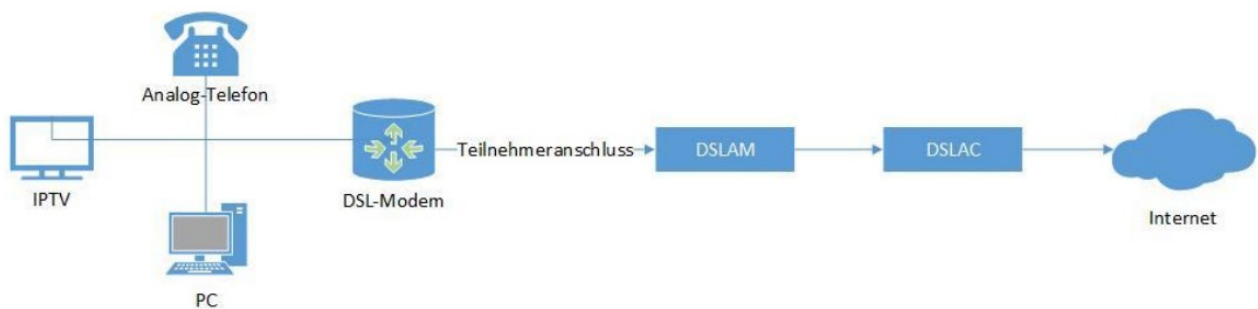 Analog-Telefon
IPTV
PC
DSL-Modem
Teilnehmeranschluss
DSLAM
DSLAC
Internet